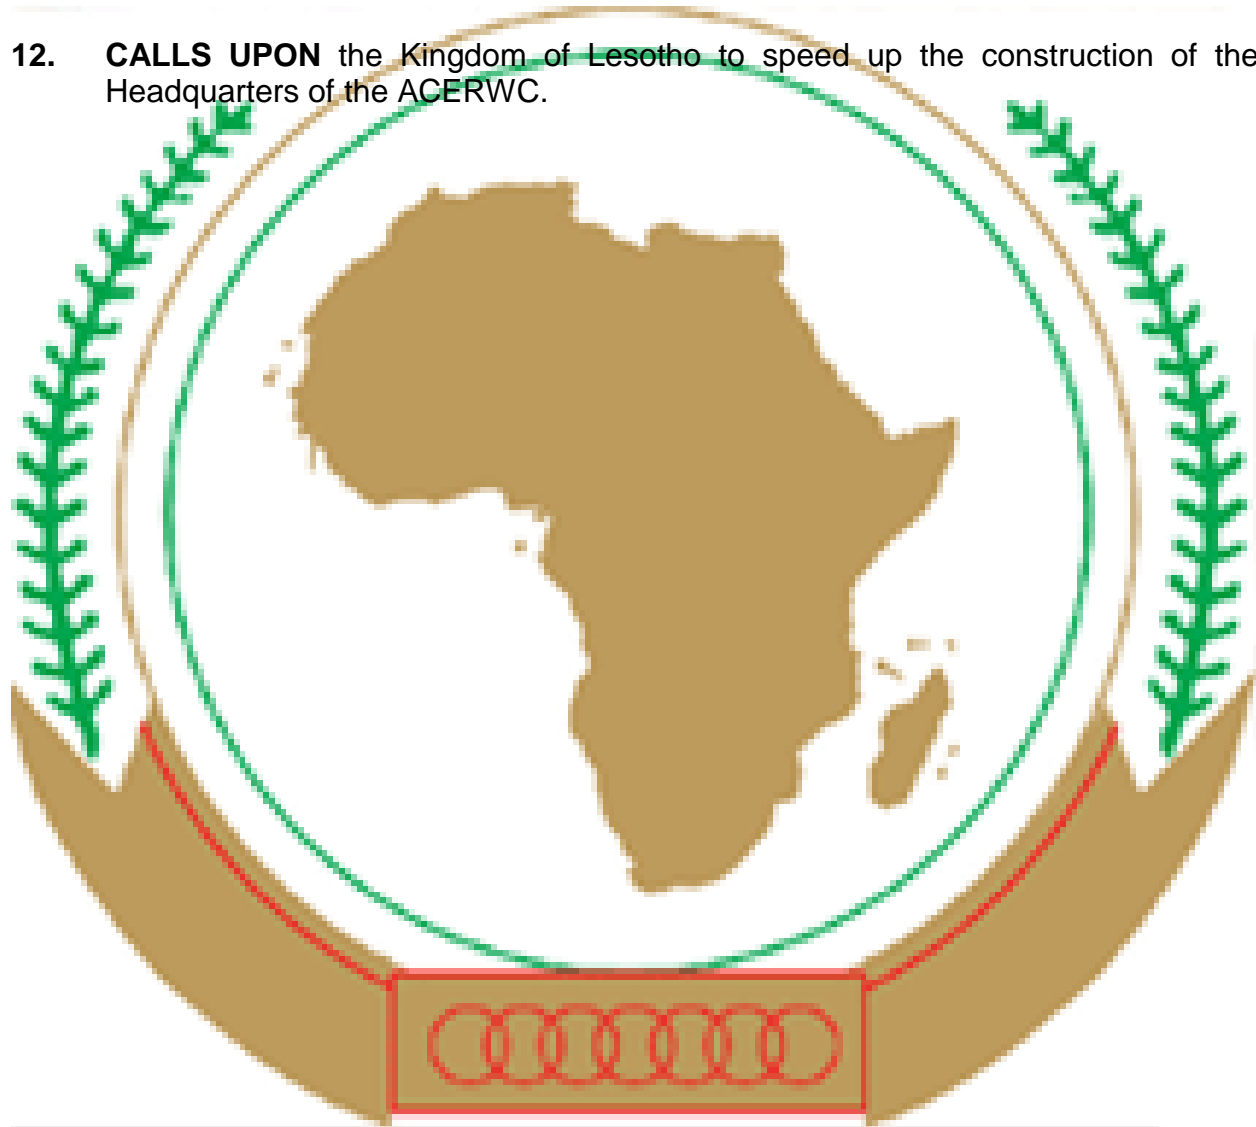 12. CALLS UPON the Kingdom of Lesotho to speed up the construction of the
Headquarters of the ACERWC.